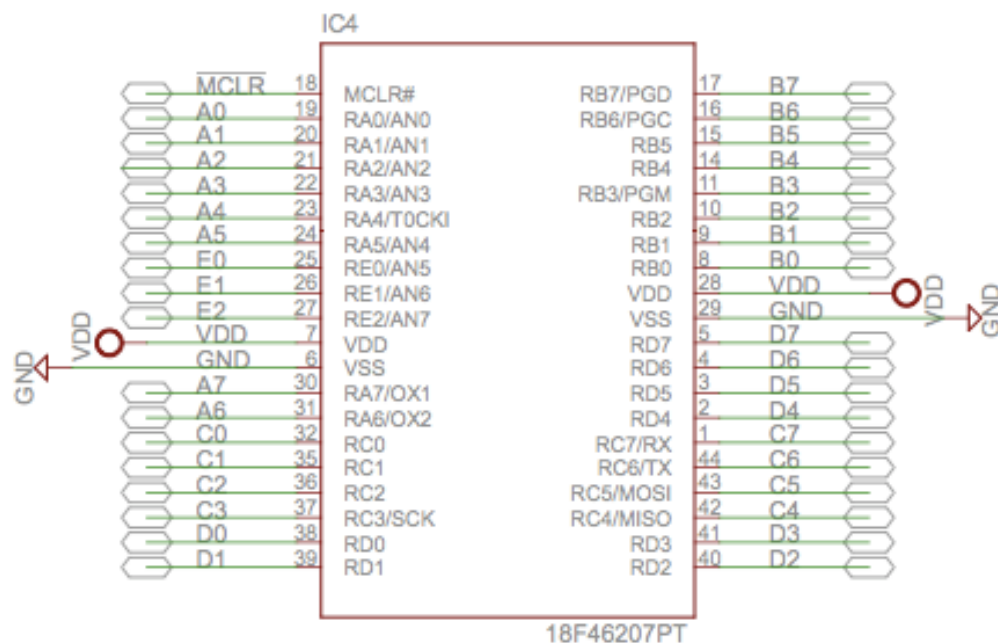 IC4
MCLR 18 MCLR# RB7/PGD 17 B7
A0 19 RA0/AN0 RB6/PGC 16 B6
A1 20 RA1/AN1 RB5 15 B5
A2 21 RA2/AN2 RB4 14 B4
A3 22 RA3/AN3 RB3/PGM 11 B3
A4 23 RA4/T0CKI RB2 10 B2
A5 24 RA5/AN4 RB1 9 B1
E0 25 RE0/AN5 RB0 8 B0
E1 26 RE1/AN6 VDD 28 VDD VDD
E2 27 RE2/AN7 VSS 29 GND GND
VDD VDD 7 VDD RD7 5 D7
GND GND 6 VSS RD6 4 D6
A7 30 RA7/OX1 RD5 3 D5
A6 31 RA6/OX2 RD4 2 D4
C0 32 RC0 RC7/RX 1 C7
C1 35 RC1 RC6/TX 44 C6
C2 36 RC2 RC5/MOSI 43 C5
C3 37 RC3/SCK RC4/MISO 42 C4
D0 38 RD0 RD3 41 D3
D1 39 RD1 RD2 40 D2
18F46207PT